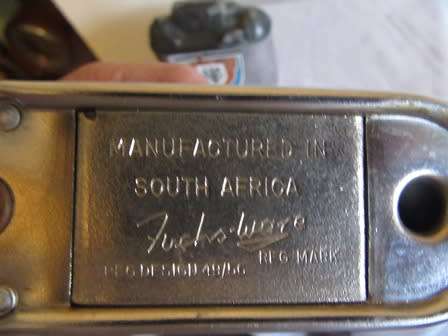 MANUFACTURED IN
SOUTH AFRICA
Fuchs-Ware
REG MARK
REG DESIGN 49/56